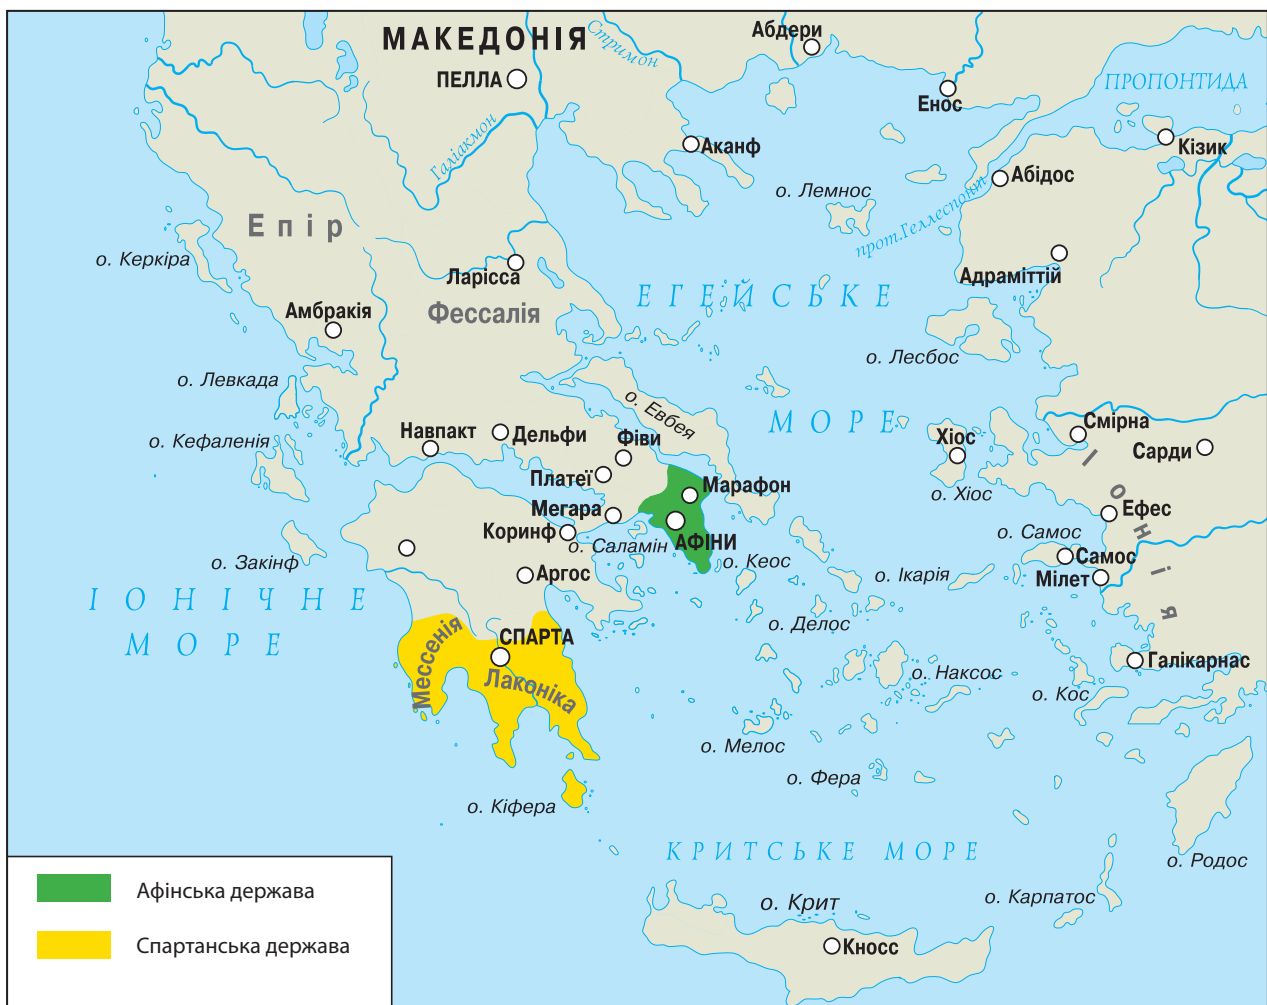 МАКЕДОНІЯ
ПЕЛЛА
Стримон
Абдери
Енос
ПРОПОНТИДА
Кізик
Галіакмон
Аканф
о. Лемнос
Абідос
прот.Геллеспонт
Епір
о. Керкіра
Ларісса
Адраміттій
ЕГЕЙСЬКЕ
Амбракія
Фессалія
о. Лесбос
о. Левкада
о. Евбея
МОРЕ
о. Кефаленія
Навпакт
Дельфи
Фіви
Хіос
Смірна
Сарди
Платеї
Марафон
о. Хіос
Іонія
Мегара
Ефес
Коринф
о. Саламін
АФІНИ
о. Самос
о. Закінф
о. Кеос
Самос
Аргос
о. Ікарія
Мілет
ІОНІЧНЕ
МОРЕ
о. Делос
Мессенія
СПАРТА
Лаконіка
Галікарнас
о. Наксос
о. Кос
о. Мелос
о. Фера
о. Кіфера
КРИТСЬКЕ МОРЕ
о. Родос
о. Крит
о. Карпатос
Кносс
Афінська держава
Спартанська держава